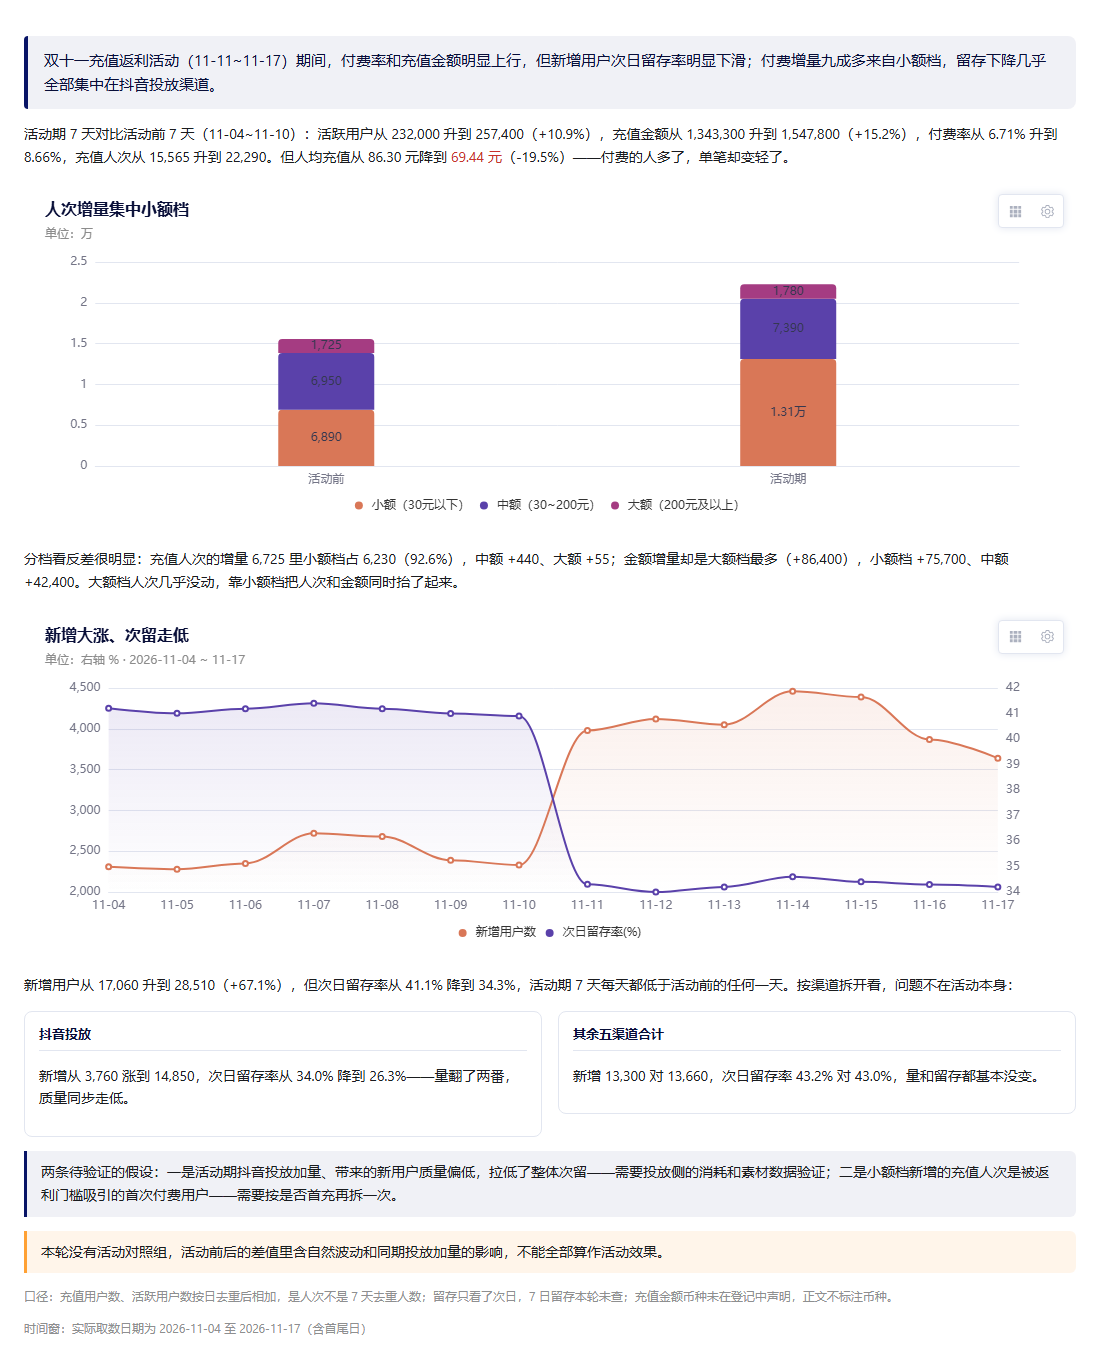 双十一充值返利活动（11-11~11-17）期间，付费率和充值金额明显上行，但新增用户次日留存率明显下滑；付费增量九成多来自小额档，留存下降几乎
全部集中在抖音投放渠道。
活动期 7 天对比活动前 7 天（11-04~11-10）：活跃用户从 232,000 升到 257,400（+10.9%），充值金额从 1,343,300 升到 1,547,800（+15.2%），付费率从 6.71% 升到
8.66%，充值人次从 15,565 升到 22,290。但人均充值从 86.30 元降到 69.44 元（-19.5%）——付费的人多了，单笔却变轻了。
人次增量集中小额档
单位：万
2.5
2
1.5
1
0.5
0
1,725
6,950
6,890
1,780
7,390
1.31万
活动前
活动期
小额（30元以下）
中额（30~200元）
大额（200元及以上）
分档看反差很明显：充值人次的增量 6,725 里小额档占 6,230（92.6%），中额 +440、大额 +55；金额增量却是大额档最多（+86,400），小额档 +75,700、中额
+42,400。大额档人次几乎没动，靠小额档把人次和金额同时抬了起来。
新增大涨、次留走低
单位：右轴 % · 2026-11-04 ~ 11-17
4,500
4,000
3,500
3,000
2,500
2,000
42
41
40
39
38
37
36
35
34
11-04
11-05
11-06
11-07
11-08
11-09
11-10
11-11
11-12
11-13
11-14
11-15
11-16
11-17
新增用户数
次日留存率(%)
新增用户从 17,060 升到 28,510（+67.1%），但次日留存率从 41.1% 降到 34.3%，活动期 7 天每天都低于活动前的任何一天。按渠道拆开看，问题不在活动本身：
抖音投放
新增从 3,760 涨到 14,850，次日留存率从 34.0% 降到 26.3%——量翻了两番，
质量同步走低。
其余五渠道合计
新增 13,300 对 13,660，次日留存率 43.2% 对 43.0%，量和留存都基本没变。
两条待验证的假设：一是活动期抖音投放加量、带来的新用户质量偏低，拉低了整体次留——需要投放侧的消耗和素材数据验证；二是小额档新增的充值人次是被返
利门槛吸引的首次付费用户——需要按是否首充再拆一次。
本轮没有活动对照组，活动前后的差值里含自然波动和同期投放加量的影响，不能全部算作活动效果。
口径：充值用户数、活跃用户数按日去重后相加，是人次不是 7 天去重人数；留存只看了次日，7 日留存本轮未查；充值金额币种未在登记中声明，正文不标注币种。
时间窗：实际取数日期为 2026-11-04 至 2026-11-17（含首尾日）